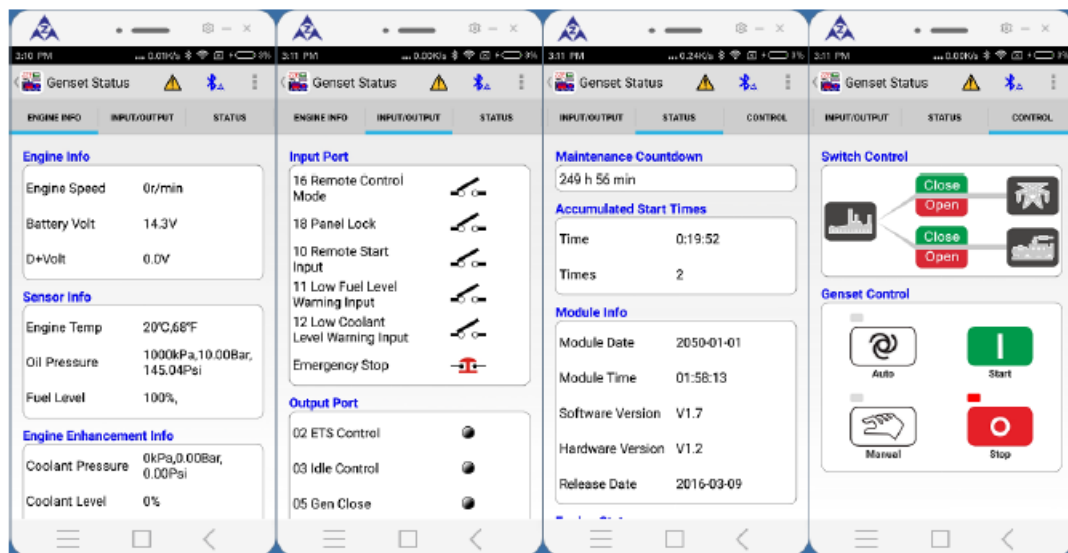 3:10 PM
0.01K/s
Genset Status
ENGINE INFO INPUT/OUTPUT STATUS
Engine Info
Engine Speed 0r/min
Battery Volt 14.3V
D+Volt 0.0V
Sensor Info
Engine Temp 20℃,68℉
Oil Pressure 1000kPa,10.00Bar,
145.04Psi
Fuel Level 100%,
Engine Enhancement Info
Coolant Pressure 0kPa,0.00Bar,
0.00Psi
Coolant Level 0%
3:11 PM
0.00K/s
Genset Status
ENGINE INFO INPUT/OUTPUT STATUS
Input Port
16 Remote Control
Mode
18 Panel Lock
10 Remote Start
Input
11 Low Fuel Level
Warning Input
12 Low Coolant
Level Warning Input
Emergency Stop
Output Port
02 ETS Control
03 Idle Control
05 Gen Close
3:11 PM
0.24K/s
Genset Status
INPUT/OUTPUT STATUS CONTROL
Maintenance Countdown
249 h 56 min
Accumulated Start Times
Time 0:19:52
Times 2
Module Info
Module Date 2050-01-01
Module Time 01:58:13
Software Version V1.7
Hardware Version V1.2
Release Date 2016-03-09
3:11 PM
0.00K/s
Genset Status
INPUT/OUTPUT STATUS CONTROL
Switch Control
Close
Open
Close
Open
Genset Control
Auto Start
Manual Stop